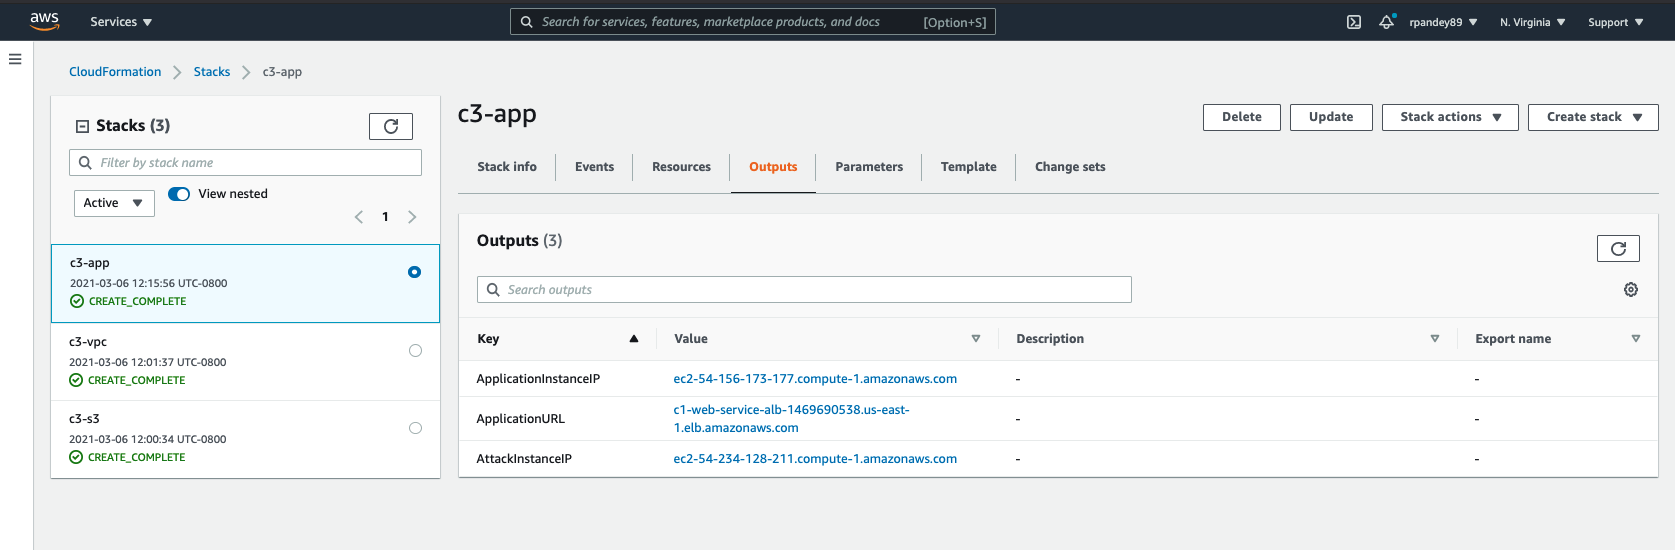 aws
Services
Search for services, features, marketplace products, and docs
[Option+S]
rpandey89
N. Virginia
Support
CloudFormation
Stacks
c3-app
Stacks (3)
Filter by stack name
Active
View nested
1
c3-app
2021-03-06 12:15:56 UTC-0800
CREATE_COMPLETE
c3-vpc
2021-03-06 12:01:37 UTC-0800
CREATE_COMPLETE
c3-s3
2021-03-06 12:00:34 UTC-0800
CREATE_COMPLETE
c3-app
Delete
Update
Stack actions
Create stack
Stack info
Events
Resources
Outputs
Parameters
Template
Change sets
Outputs (3)
Search outputs
Key
Value
Description
Export name
ApplicationInstanceIP
ec2-54-156-173-177.compute-1.amazonaws.com
-
-
ApplicationURL
c1-web-service-alb-1469690538.us-east-
1.elb.amazonaws.com
-
-
AttackInstanceIP
ec2-54-234-128-211.compute-1.amazonaws.com
-
-